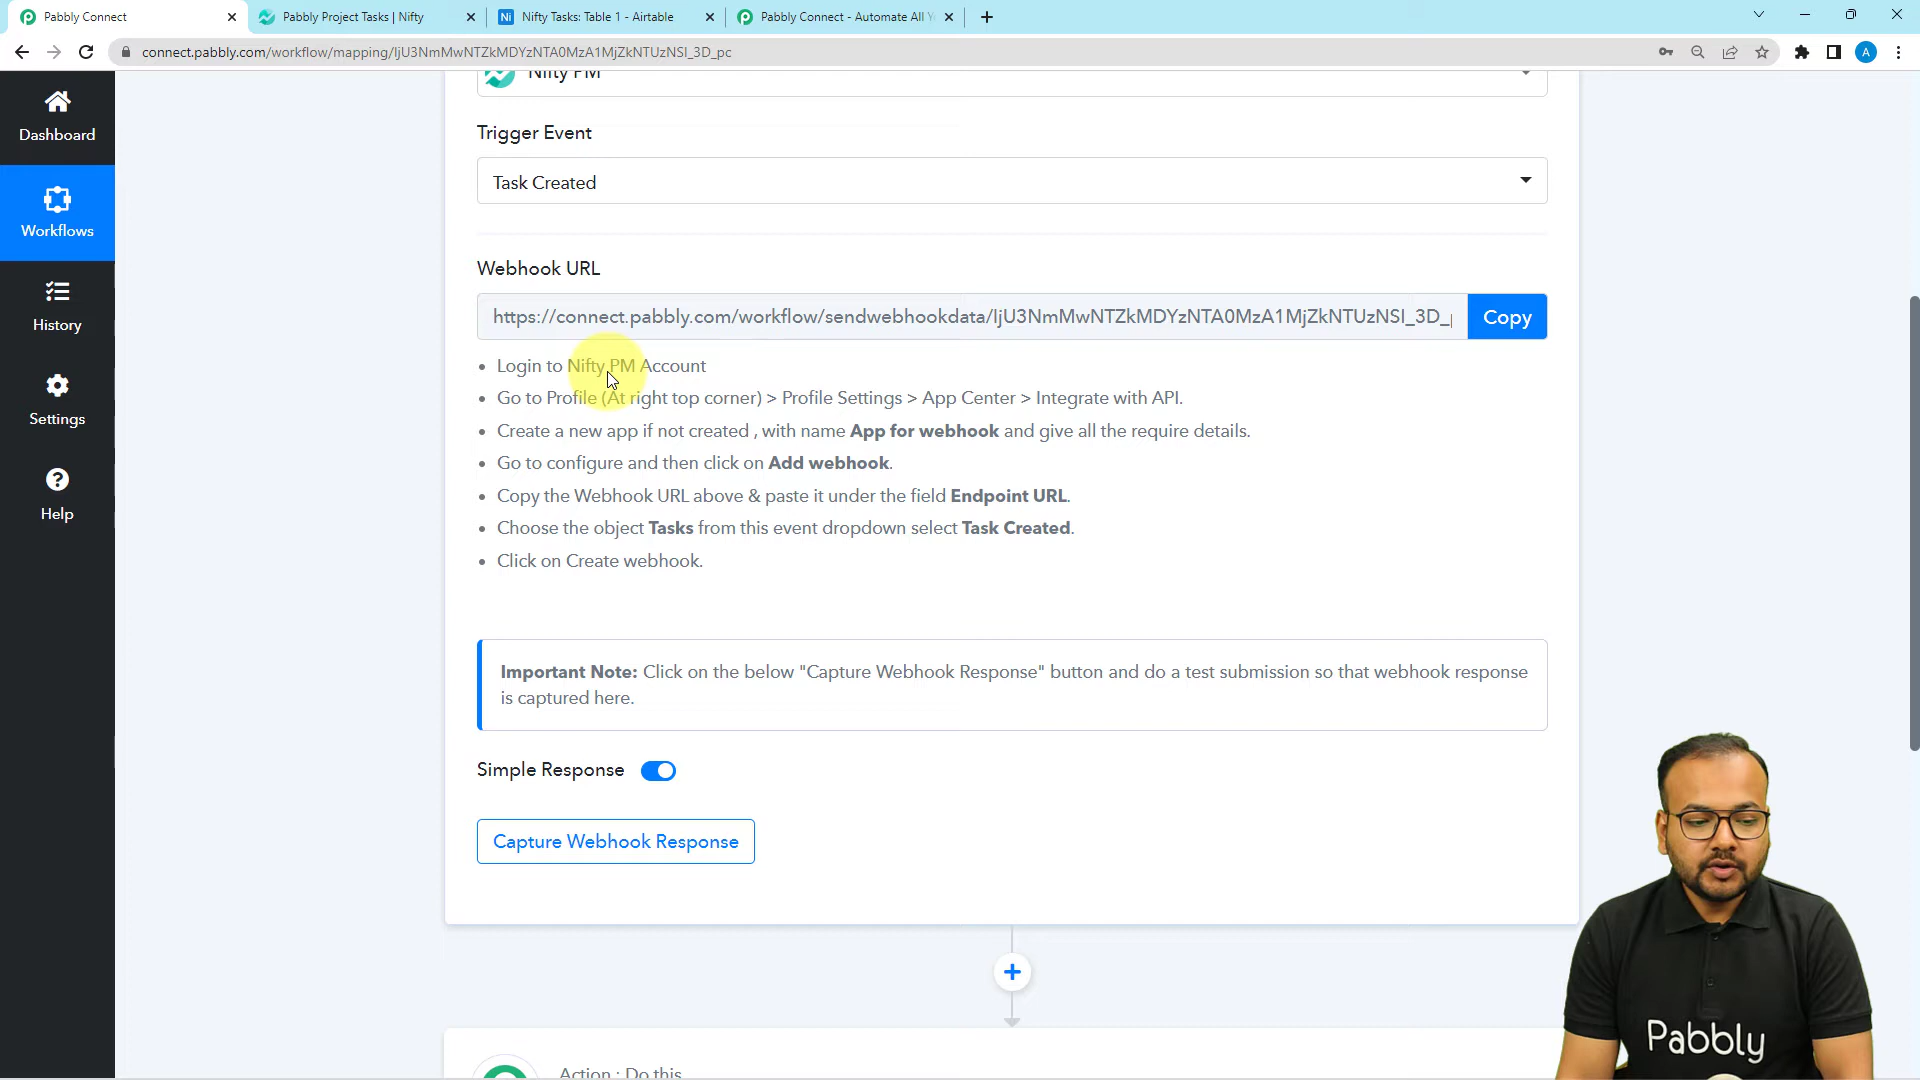 Pabbly Connect
Pabbly Project Tasks | Nifty
Nifty Tasks: Table 1 - Airtable
Pabbly Connect - Automate All Y
connect.pabbly.com/workflow/mapping/IjU3NmMwNTZkMDYzNTA0MzA1MjZkNTUzNSI_3D_pc
A
Dashboard
Workflows
History
Settings
Help
Nifty PM
Trigger Event
Task Created
Webhook URL
https://connect.pabbly.com/workflow/sendwebhookdata/IjU3NmMwNTZkMDYzNTA0MzA1MjZkNTUzNSI_3D_p
Copy
Login to Nifty PM Account
Go to Profile (At right top corner) > Profile Settings > App Center > Integrate with API.
Create a new app if not created , with name App for webhook and give all the require details.
Go to configure and then click on Add webhook.
Copy the Webhook URL above & paste it under the field Endpoint URL.
Choose the object Tasks from this event dropdown select Task Created.
Click on Create webhook.
Important Note: Click on the below "Capture Webhook Response" button and do a test submission so that webhook response
is captured here.
Simple Response
Capture Webhook Response
Action : Do this
Pabbly